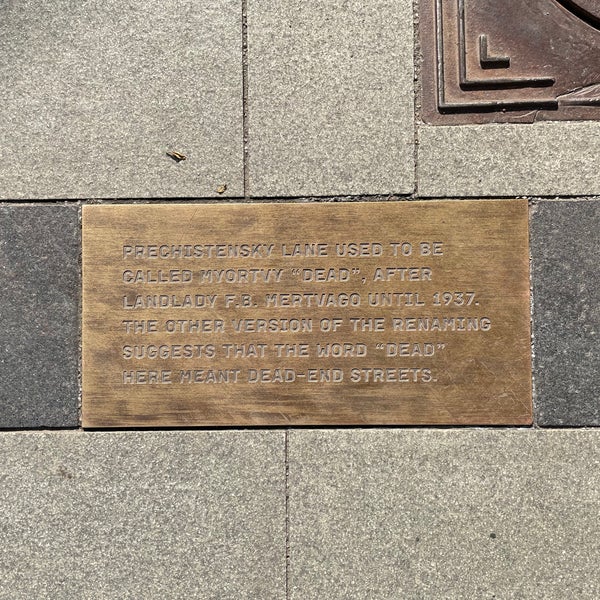 PRECHISTENSKY LANE USED TO BE
CALLED MYORTVY "DEAD", AFTER
LANDLADY F.B. MERTVAGO UNTIL 1937.
THE OTHER VERSION OF THE RENAMING
SUGGESTS THAT THE WORD "DEAD"
HERE MEANT DEAD-END STREETS.